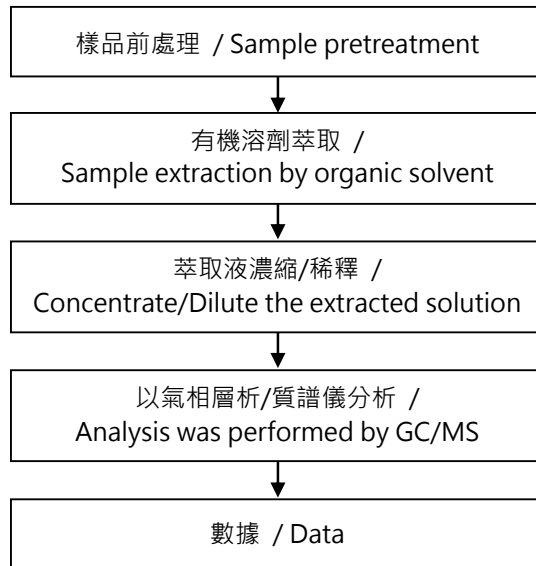 樣品前處理 / Sample pretreatment
有機溶劑萃取 /
Sample extraction by organic solvent
萃取液濃縮/稀釋 /
Concentrate/Dilute the extracted solution
以氣相層析/質譜儀分析 /
Analysis was performed by GC/MS
數據 / Data